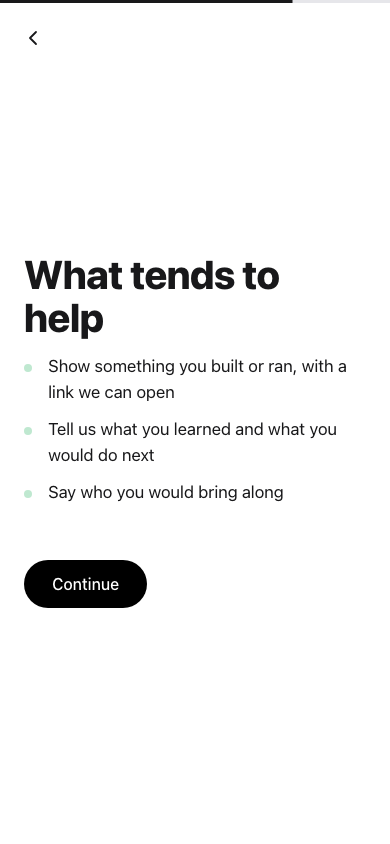 What tends to
help
Show something you built or ran, with a
link we can open
Tell us what you learned and what you
would do next
Say who you would bring along
Continue